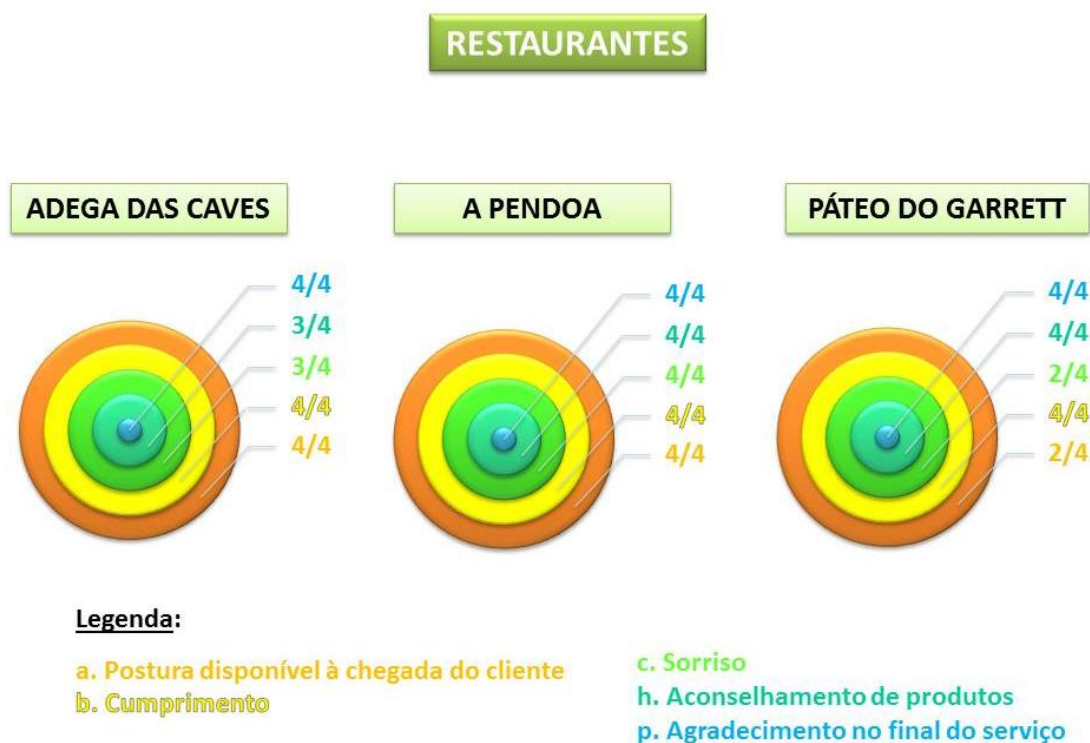 RESTAURANTES
ADEGA DAS CAVES
4/4
3/4
3/4
4/4
4/4
A PENDOA
4/4
4/4
4/4
4/4
4/4
PÁTEO DO GARRETT
4/4
4/4
2/4
4/4
2/4
Legenda:
a. Postura disponível à chegada do cliente
b. Cumprimento
c. Sorriso
h. Aconselhamento de produtos
p. Agradecimento no final do serviço